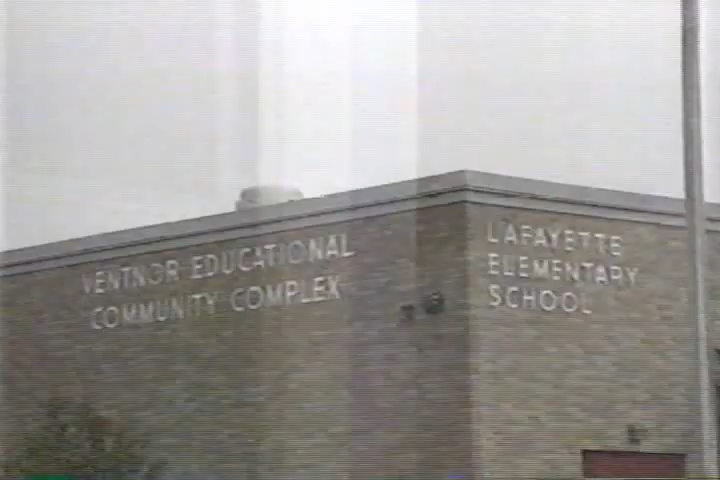 VENTNOR EDUCATIONAL
COMMUNITY COMPLEX
LAFAYETTE
ELEMENTARY
SCHOOL